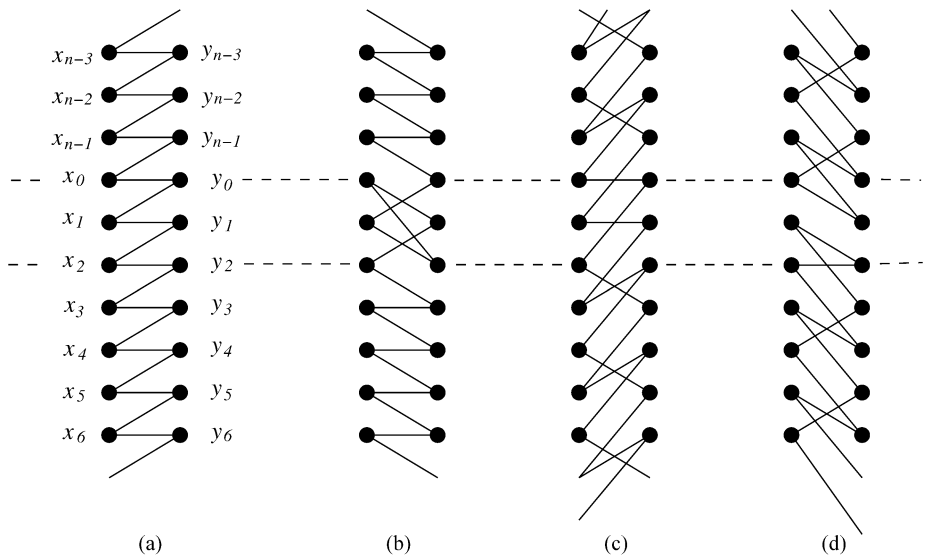 x_{n-3} y_{n-3}
x_{n-2} y_{n-2}
x_{n-1} y_{n-1}
x_0 y_0
x_1 y_1
x_2 y_2
x_3 y_3
x_4 y_4
x_5 y_5
x_6 y_6
(a) (b) (c) (d)